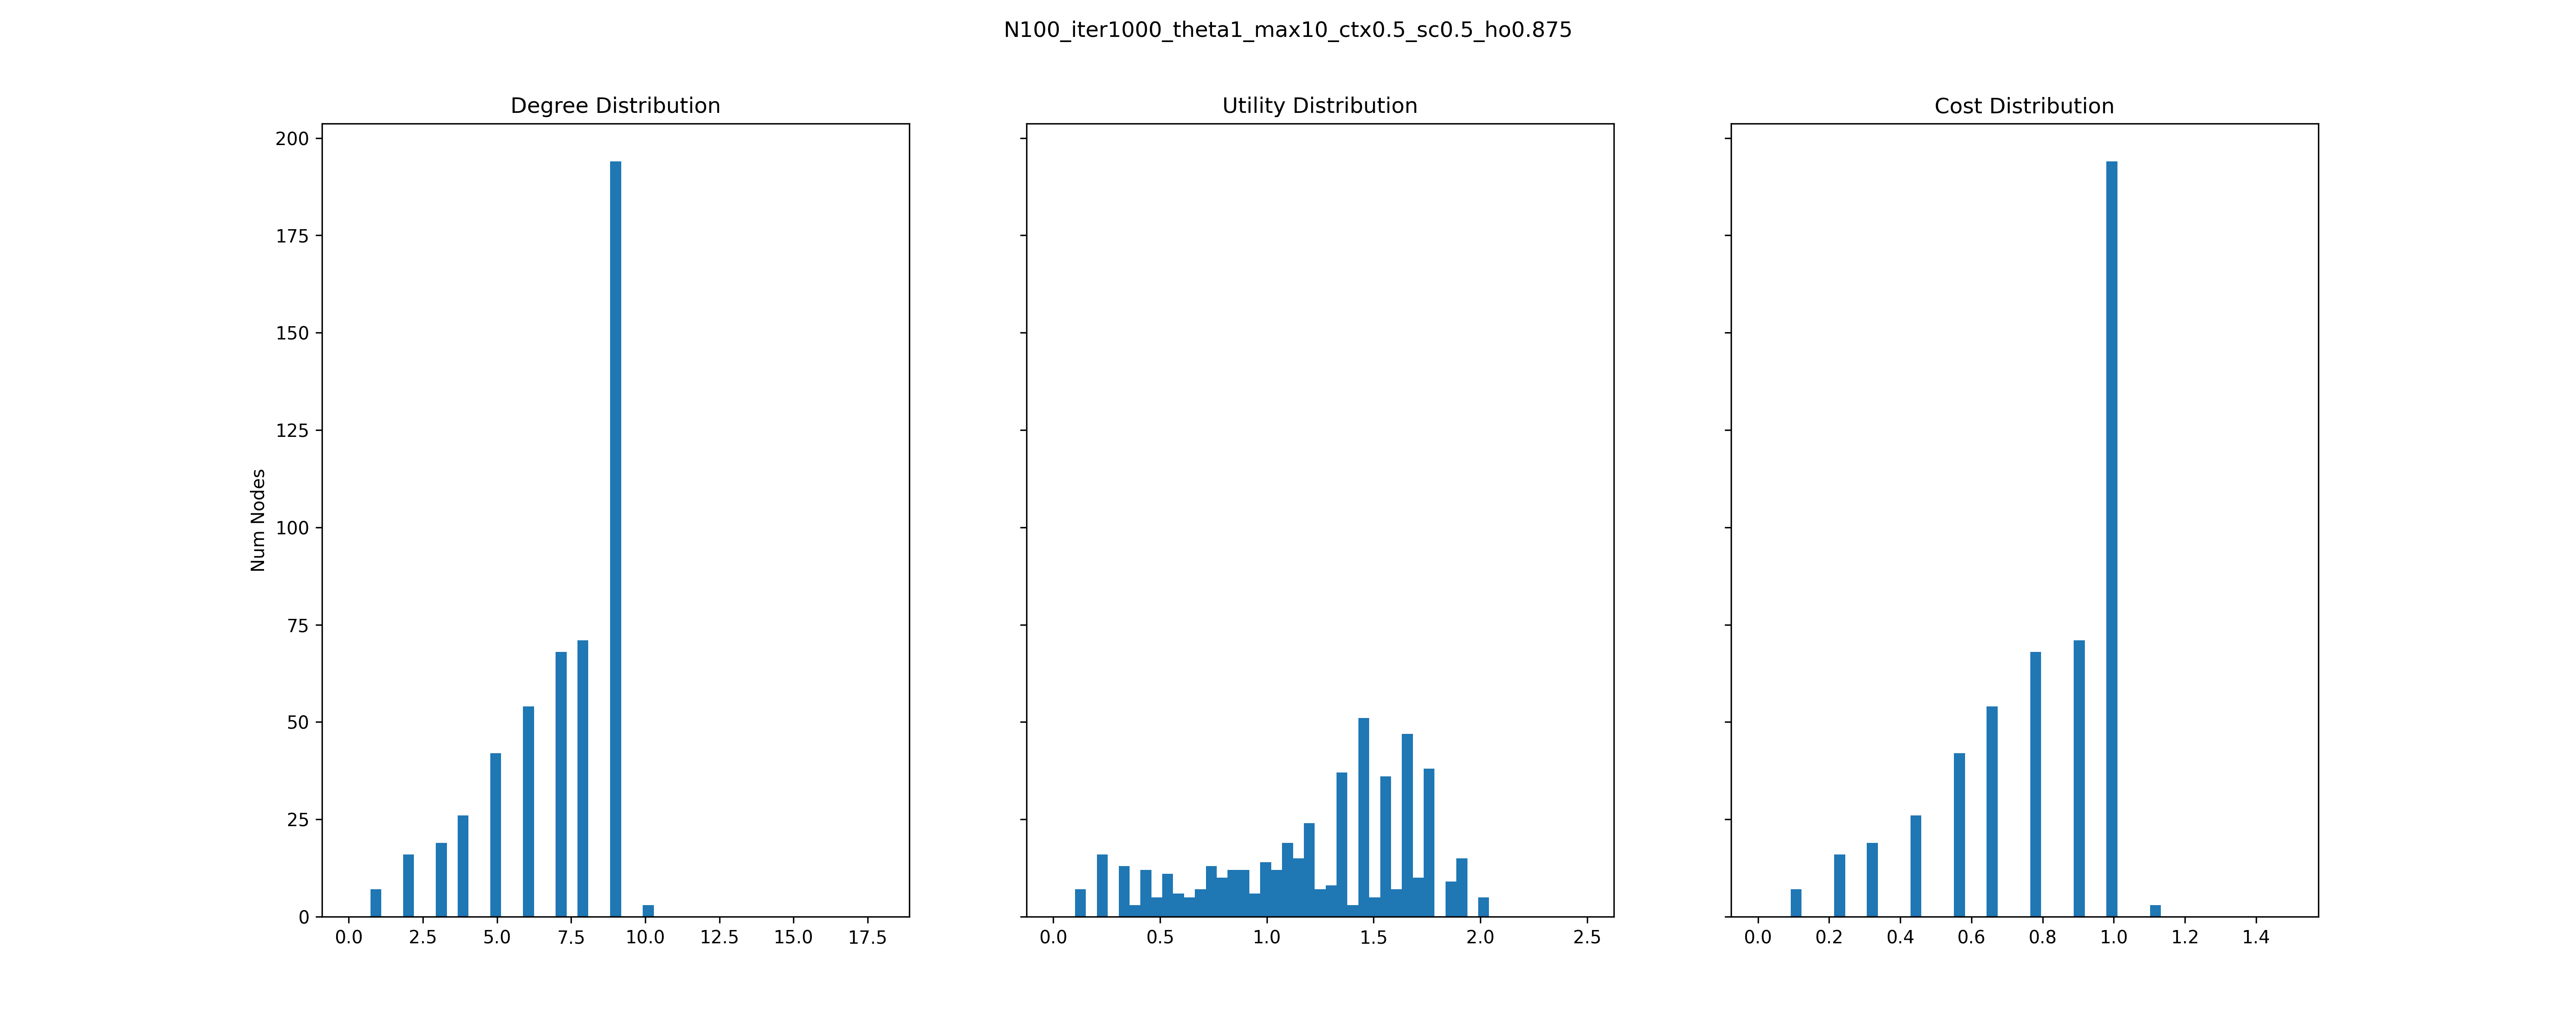 N100_iter1000_theta1_max10_ctx0.5_sc0.5_ho0.875
Degree Distribution
Utility Distribution
Cost Distribution
Num Nodes
200
175
150
125
100
75
50
25
0
0.0 2.5 5.0 7.5 10.0 12.5 15.0 17.5
0.0 0.5 1.0 1.5 2.0 2.5
0.0 0.2 0.4 0.6 0.8 1.0 1.2 1.4